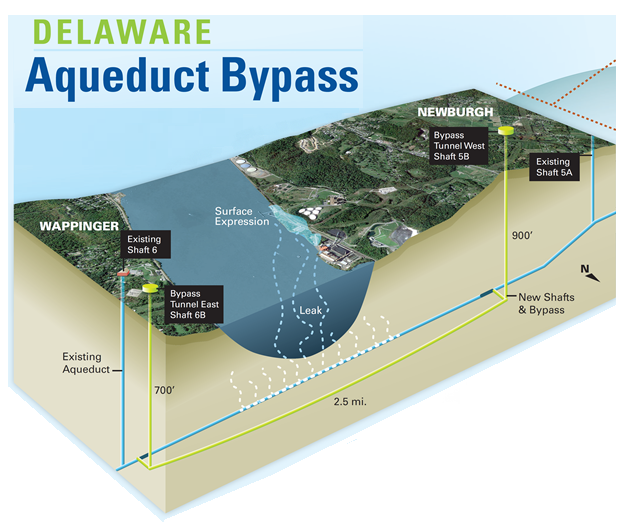 DELAWARE
Aqueduct Bypass
NEWBURGH
Bypass
Tunnel West
Shaft 5B
Existing
Shaft 5A
Surface
Expression
WAPPINGER
Existing
Shaft 6
900'
N
Bypass
Tunnel East
Shaft 6B
Leak
New Shafts
& Bypass
Existing
Aqueduct
700'
2.5 mi.